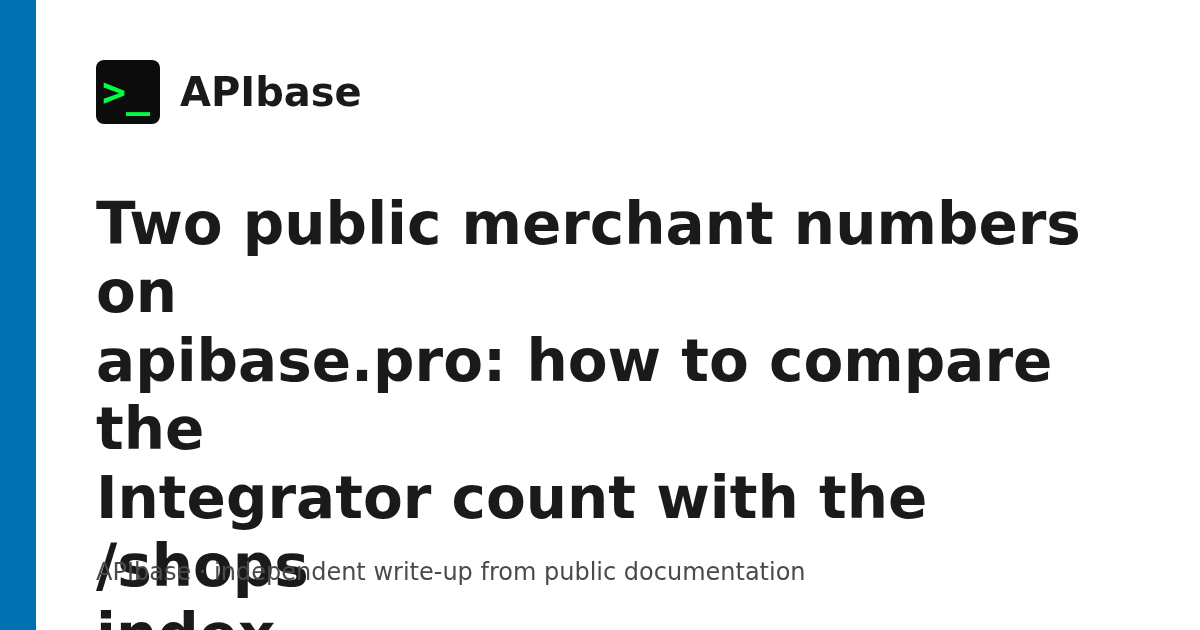 >_ APIbase
Two public merchant numbers
on
apibase.pro: how to compare
the
Integrator count with the
/shops
APIbase · independent write-up from public documentation
index